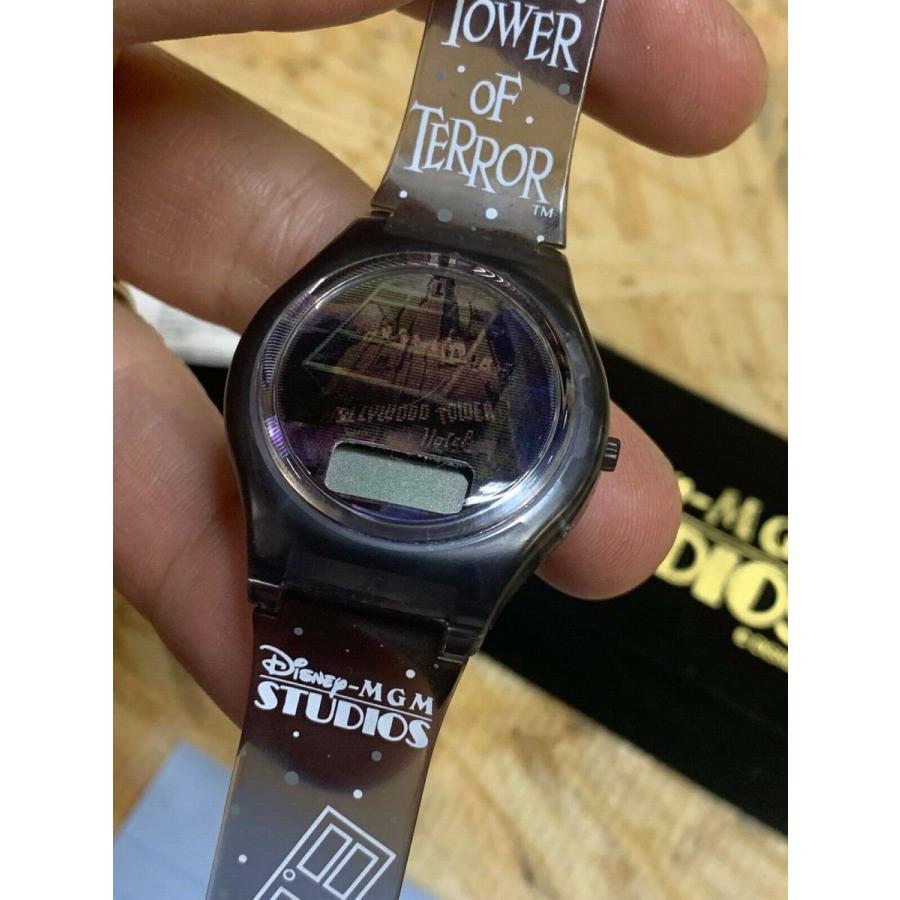 TOWER
OF
TERROR
TM
HOLLYWOOD TOWER
Hotel
DISNEY-MGM
STUDIOS
-MGM
DIOS